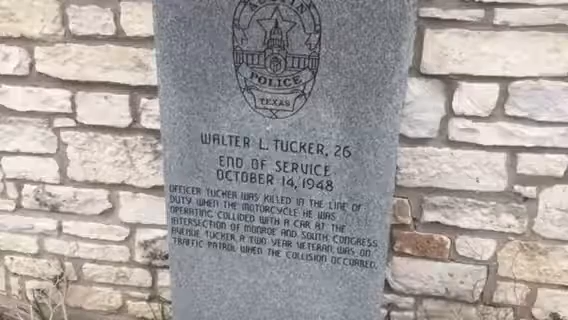 AUSTIN
POLICE
TEXAS
WALTER L. TUCKER, 26
END OF SERVICE
OCTOBER 14, 1948
OFFICER TUCKER WAS KILLED IN THE LINE OF
DUTY WHEN THE MOTORCYCLE HE WAS
OPERATING COLLIDED WITH A CAR AT THE
INTERSECTION OF MONROE AND SOUTH CONGRESS
AVENUE. TUCKER, A TWO YEAR VETERAN, WAS ON
TRAFFIC PATROL WHEN THE COLLISION OCCURRED.